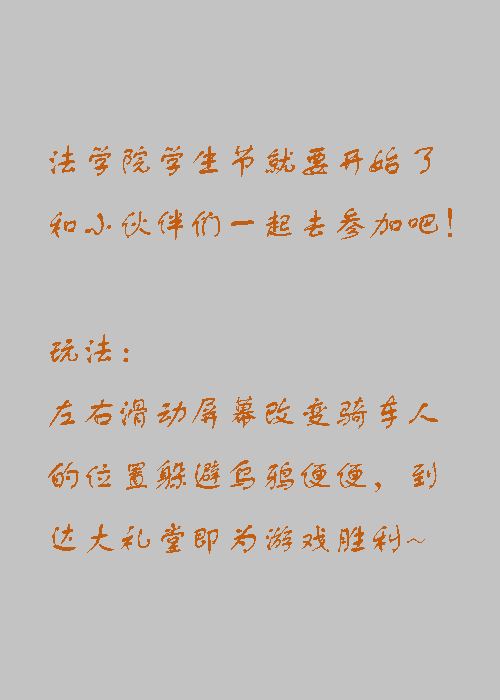 法学院学生节就要开始了
和小伙伴们一起去参加吧！
玩法：
左右滑动屏幕改变骑车人
的位置躲避乌鸦便便，到
达大礼堂即为游戏胜利~